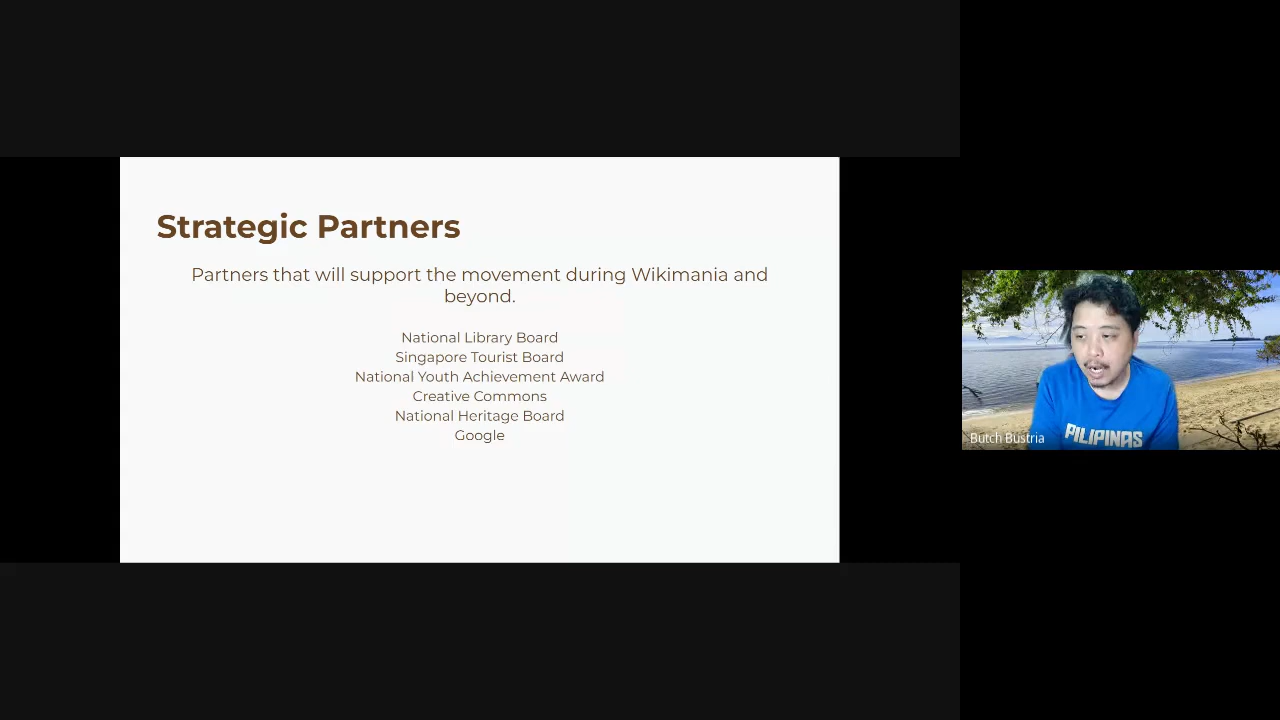 Strategic Partners
Partners that will support the movement during Wikimania and
beyond.
National Library Board
Singapore Tourist Board
National Youth Achievement Award
Creative Commons
National Heritage Board
Google
Butch Bustria
PILIPINAS